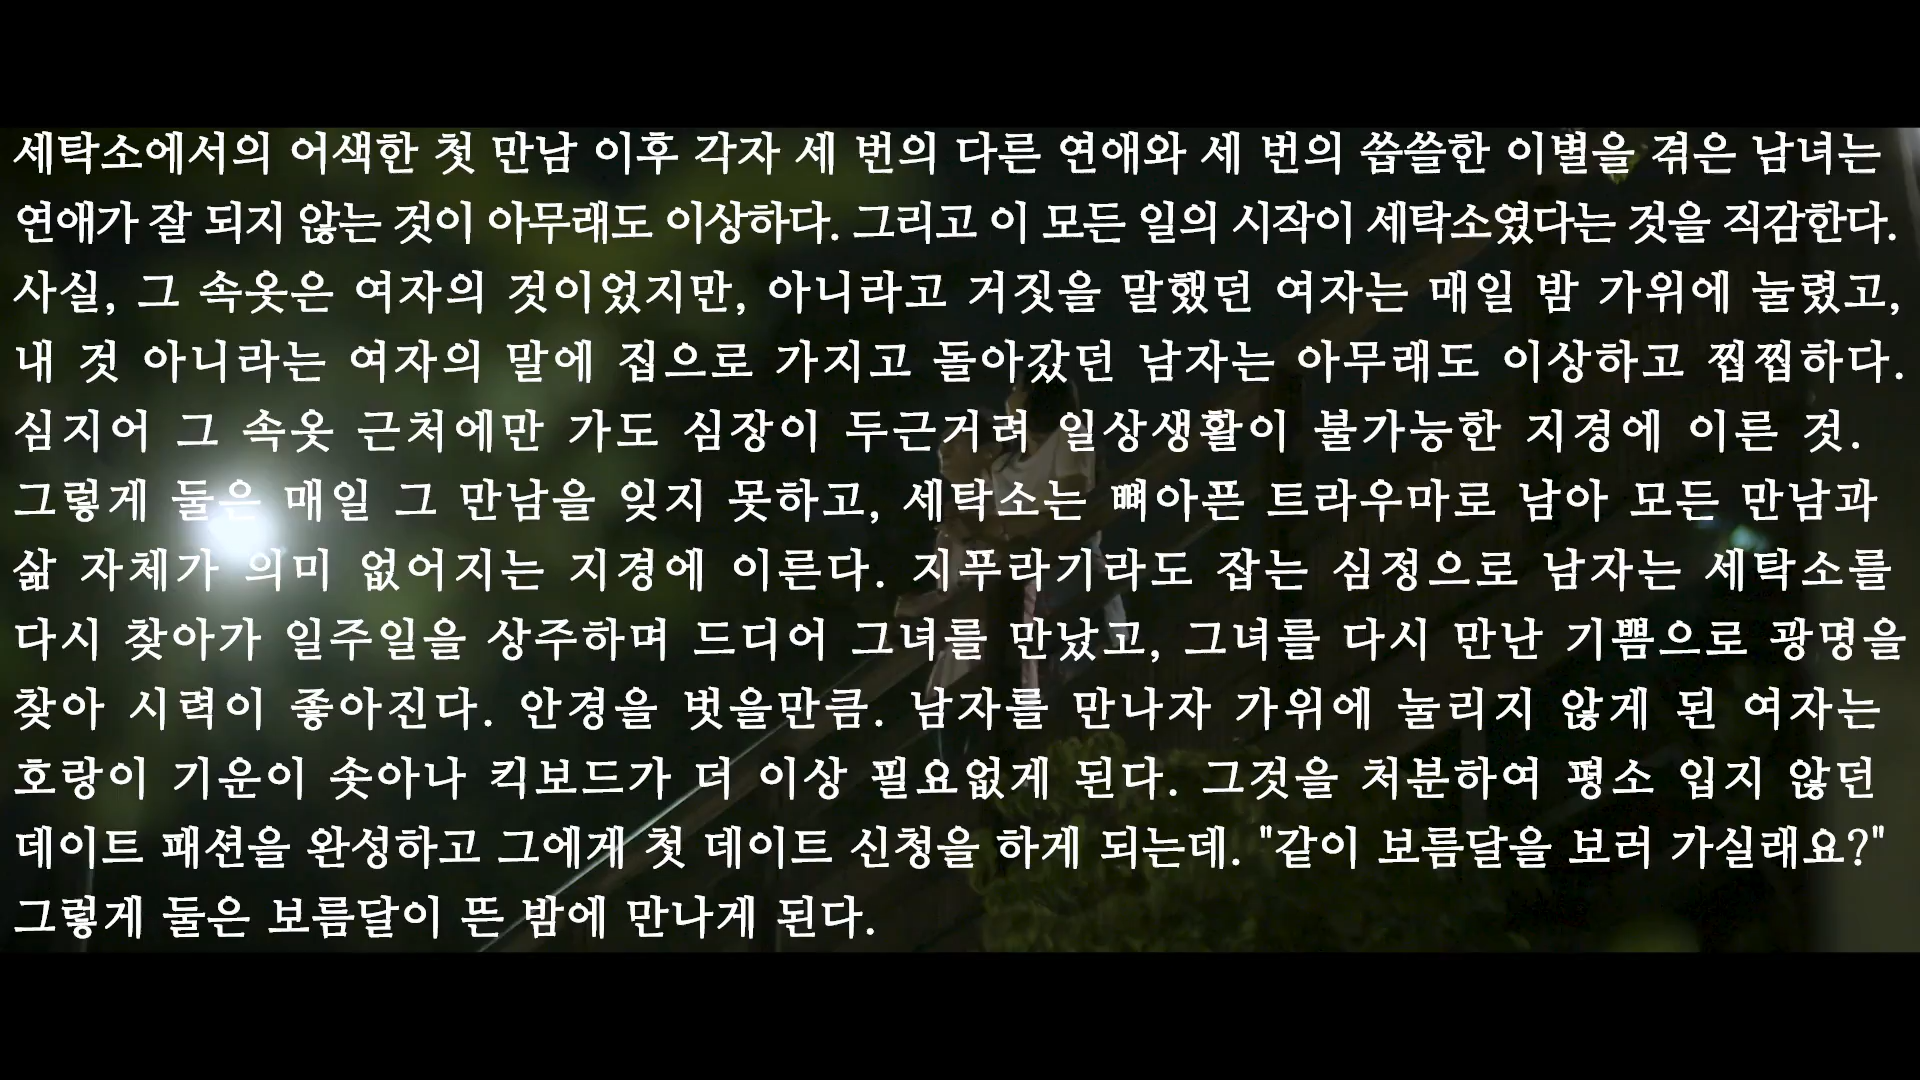 세탁소에서의 어색한 첫 만남 이후 각자 세 번의 다른 연애와 세 번의 씁쓸한 이별을 겪은 남녀는
연애가 잘 되지 않는 것이 아무래도 이상하다. 그리고 이 모든 일의 시작이 세탁소였다는 것을 직감한다.
사실, 그 속옷은 여자의 것이었지만, 아니라고 거짓을 말했던 여자는 매일 밤 가위에 눌렸고,
내 것 아니라는 여자의 말에 집으로 가지고 돌아갔던 남자는 아무래도 이상하고 찝찝하다.
심지어 그 속옷 근처에만 가도 심장이 두근거려 일상생활이 불가능한 지경에 이른 것.
그렇게 둘은 매일 그 만남을 잊지 못하고, 세탁소는 뼈아픈 트라우마로 남아 모든 만남과
삶 자체가 의미 없어지는 지경에 이른다. 지푸라기라도 잡는 심정으로 남자는 세탁소를
다시 찾아가 일주일을 상주하며 드디어 그녀를 만났고, 그녀를 다시 만난 기쁨으로 광명을
찾아 시력이 좋아진다. 안경을 벗을만큼. 남자를 만나자 가위에 눌리지 않게 된 여자는
호랑이 기운이 솟아나 킥보드가 더 이상 필요없게 된다. 그것을 처분하여 평소 입지 않던
데이트 패션을 완성하고 그에게 첫 데이트 신청을 하게 되는데. "같이 보름달을 보러 가실래요?"
그렇게 둘은 보름달이 뜬 밤에 만나게 된다.